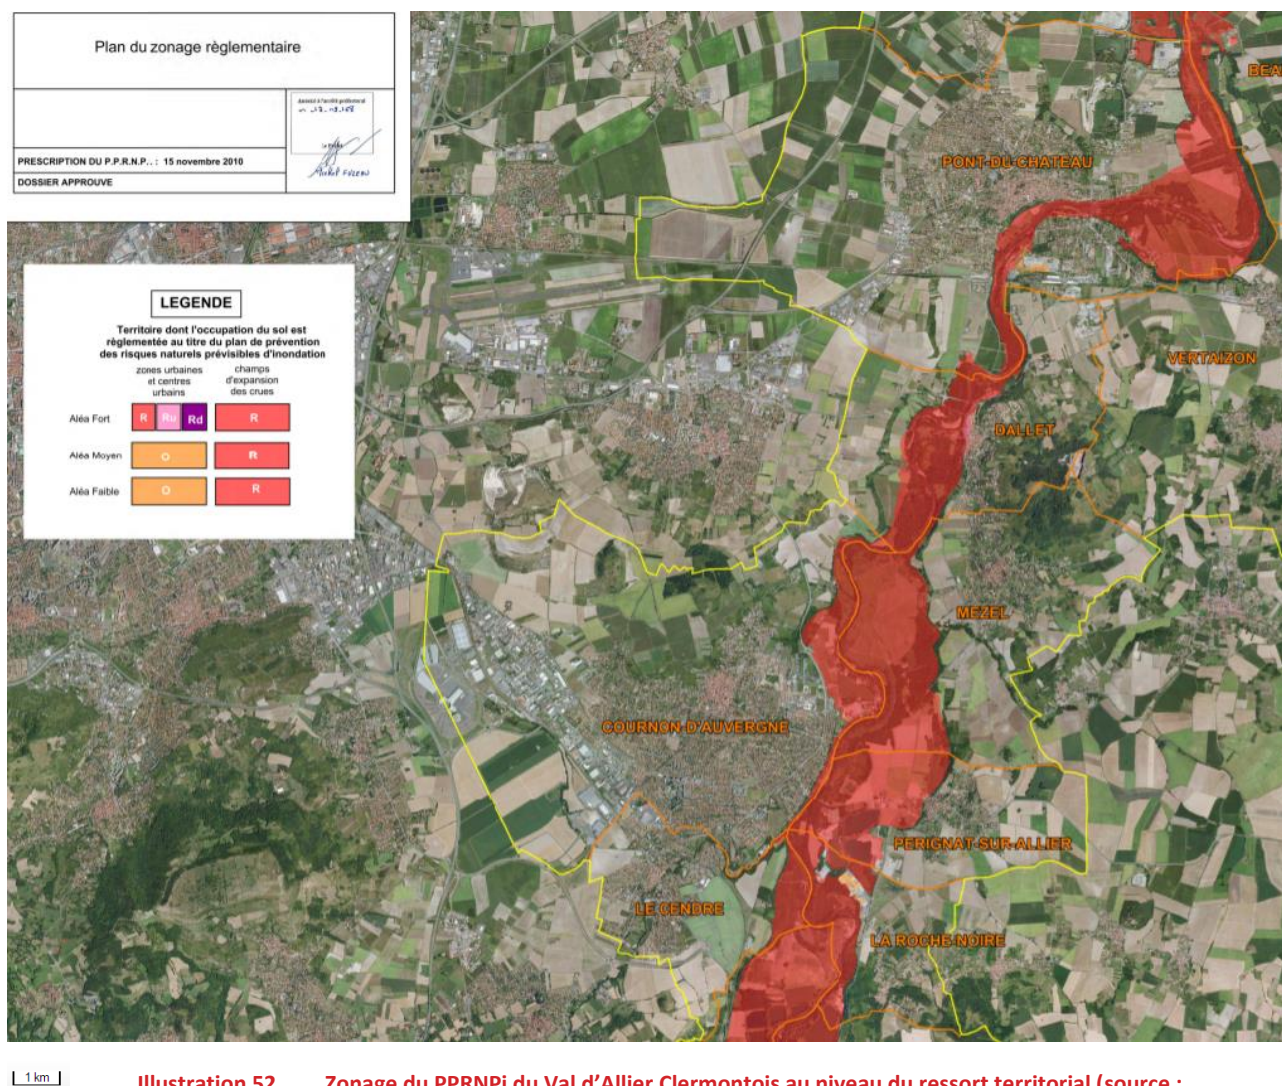 Plan du zonage règlementaire
Annexé à l'arrêté préfectoral
PRESCRIPTION DU P.P.R.N.P.. : 15 novembre 2010
DOSSIER APPROUVE
LEGENDE
Territoire dont l'occupation du sol est
règlementée au titre du plan de prévention
des risques naturels prévisibles d'inondation
zones urbaines
et centres
urbains
champs
d'expansion
des crues
Aléa Fort R Ru Rd R
Aléa Moyen O R
Aléa Faible O R
BEA
PONT-DU-CHATEAU
VERTAIZON
DALLET
MEZEL
COURNON-D'AUVERGNE
PERIGNAT-SUR-ALLIER
LE CENDRE
LA ROCHE-NOIRE
1 km
Illustration 52. Zonage du PPRNPi du Val d'Allier Clermontois au niveau du ressort territorial (source :